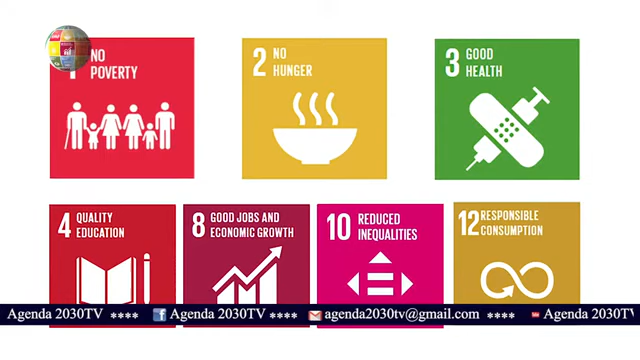 1 NO
POVERTY
2 NO
HUNGER
3 GOOD
HEALTH
4 QUALITY
EDUCATION
8 GOOD JOBS AND
ECONOMIC GROWTH
10 REDUCED
INEQUALITIES
12 RESPONSIBLE
CONSUMPTION
Agenda 2030TV **** Agenda 2030TV **** agenda2030tv@gmail.com **** Agenda 2030TV